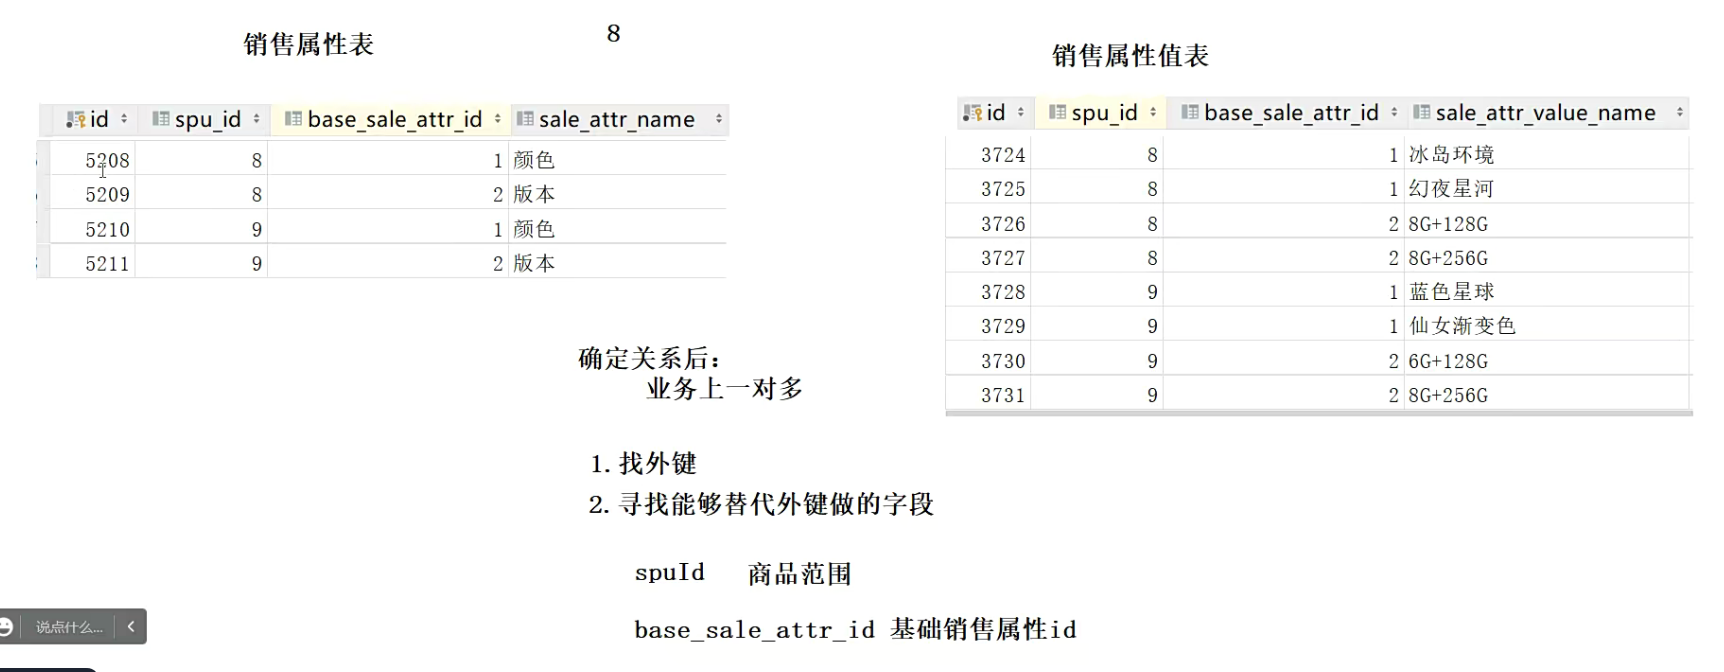 销售属性表
8
销售属性值表
id spu_id base_sale_attr_id sale_attr_name
5208 8 1 颜色
5209 8 2 版本
5210 9 1 颜色
5211 9 2 版本
id spu_id base_sale_attr_id sale_attr_value_name
3724 8 1 冰岛环境
3725 8 1 幻夜星河
3726 8 2 8G+128G
3727 8 2 8G+256G
3728 9 1 蓝色星球
3729 9 1 仙女渐变色
3730 9 2 6G+128G
3731 9 2 8G+256G
确定关系后：
业务上一对多
1.找外键
2.寻找能够替代外键做的字段
spuId 商品范围
base_sale_attr_id 基础销售属性id
说点什么...